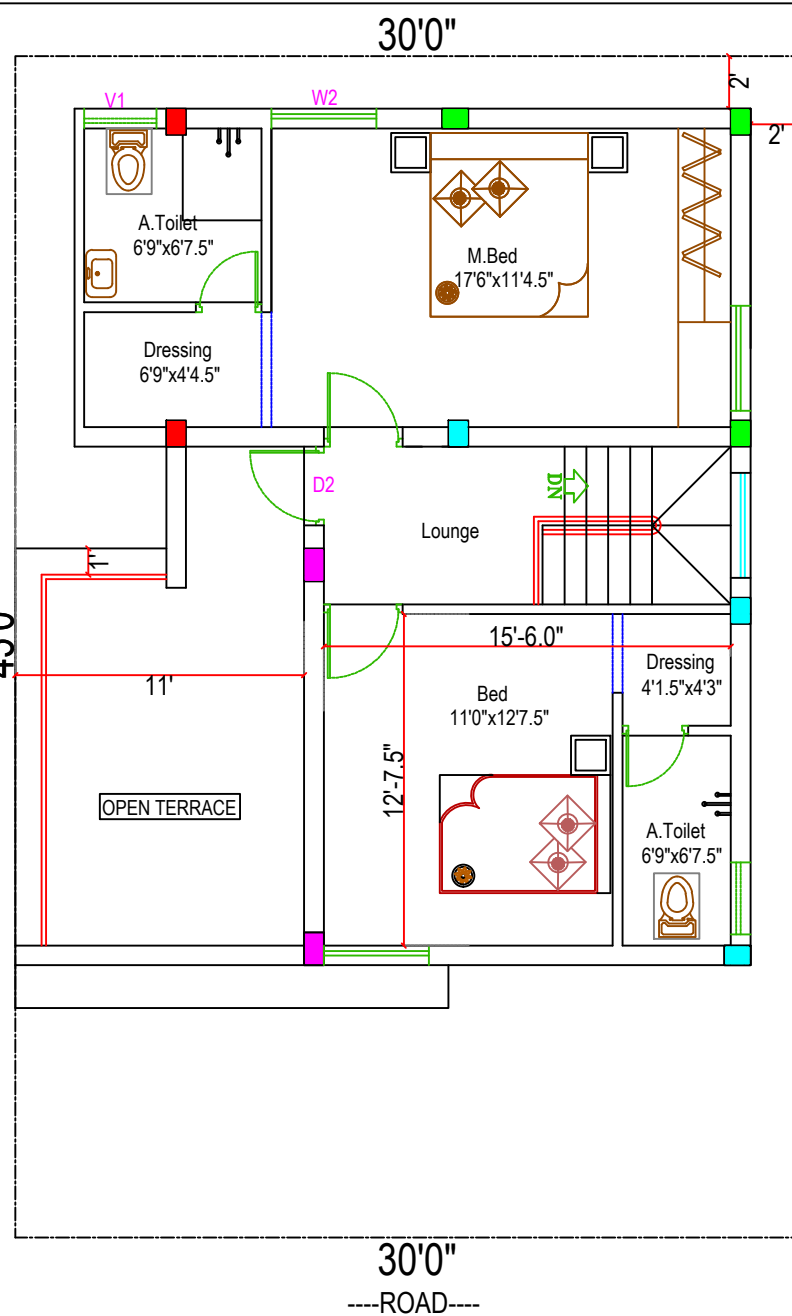 30'0"
2'
2'
V1
W2
A.Toilet
6'9"x6'7.5"
M.Bed
17'6"x11'4.5"
Dressing
6'9"x4'4.5"
D2
DN
Lounge
1'
15'-6.0"
11'
Bed
11'0"x12'7.5"
Dressing
4'1.5"x4'3"
12'-7.5"
OPEN TERRACE
A.Toilet
6'9"x6'7.5"
30'0"
----ROAD----